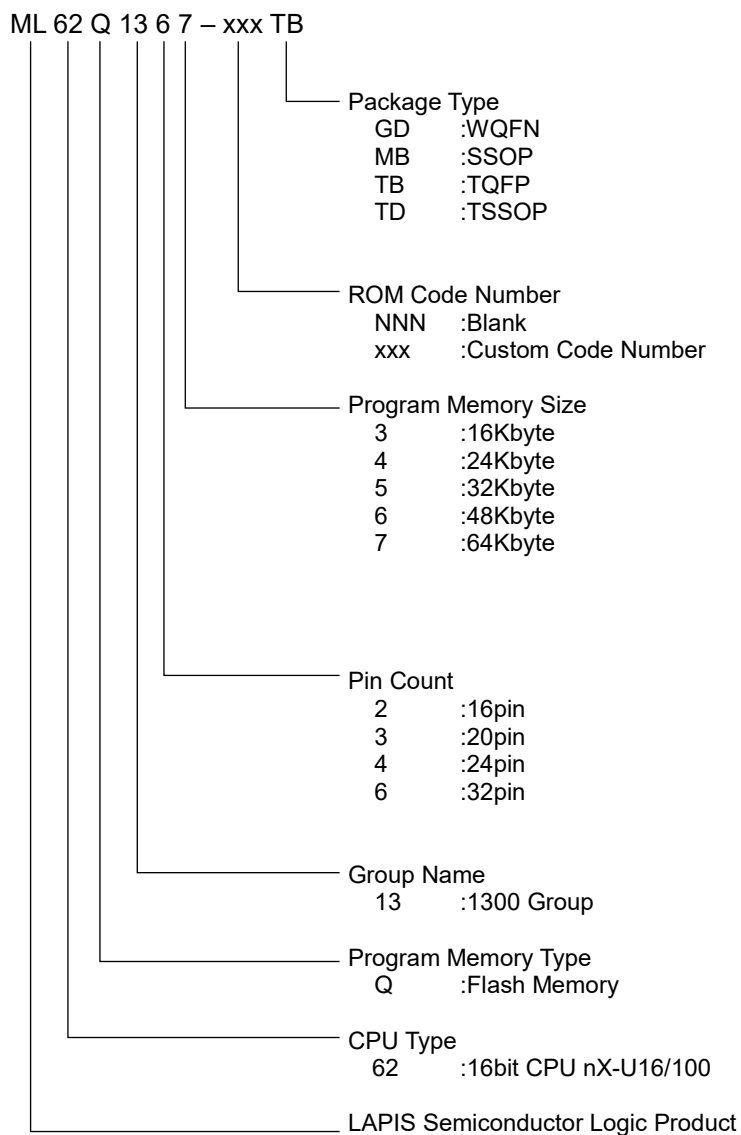 ML 62 Q 13 6 7 – xxx TB
Package Type
GD :WQFN
MB :SSOP
TB :TQFP
TD :TSSOP
ROM Code Number
NNN :Blank
xxx :Custom Code Number
Program Memory Size
3 :16Kbyte
4 :24Kbyte
5 :32Kbyte
6 :48Kbyte
7 :64Kbyte
Pin Count
2 :16pin
3 :20pin
4 :24pin
6 :32pin
Group Name
13 :1300 Group
Program Memory Type
Q :Flash Memory
CPU Type
62 :16bit CPU nX-U16/100
LAPIS Semiconductor Logic Product